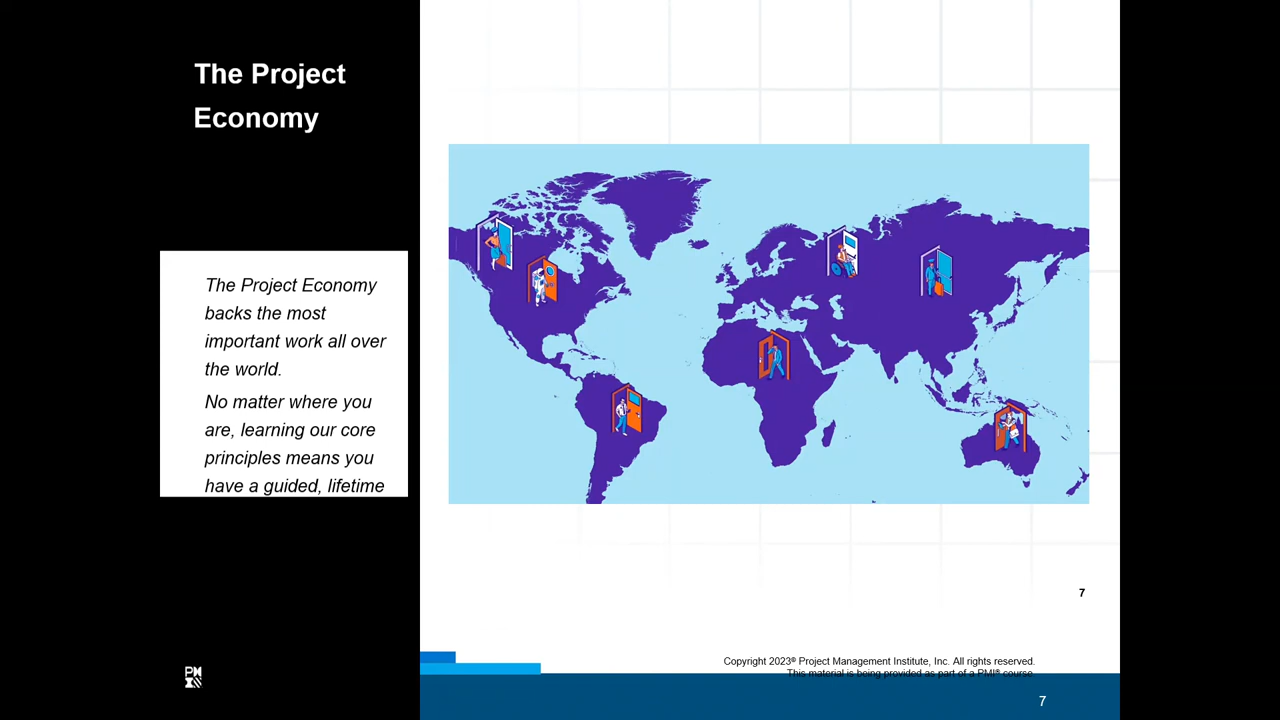 The Project
Economy
The Project Economy
backs the most
important work all over
the world.
No matter where you
are, learning our core
principles means you
have a guided, lifetime
7
Copyright 2023® Project Management Institute, Inc. All rights reserved.
This material is being provided as part of a PMI® course.
7
PM